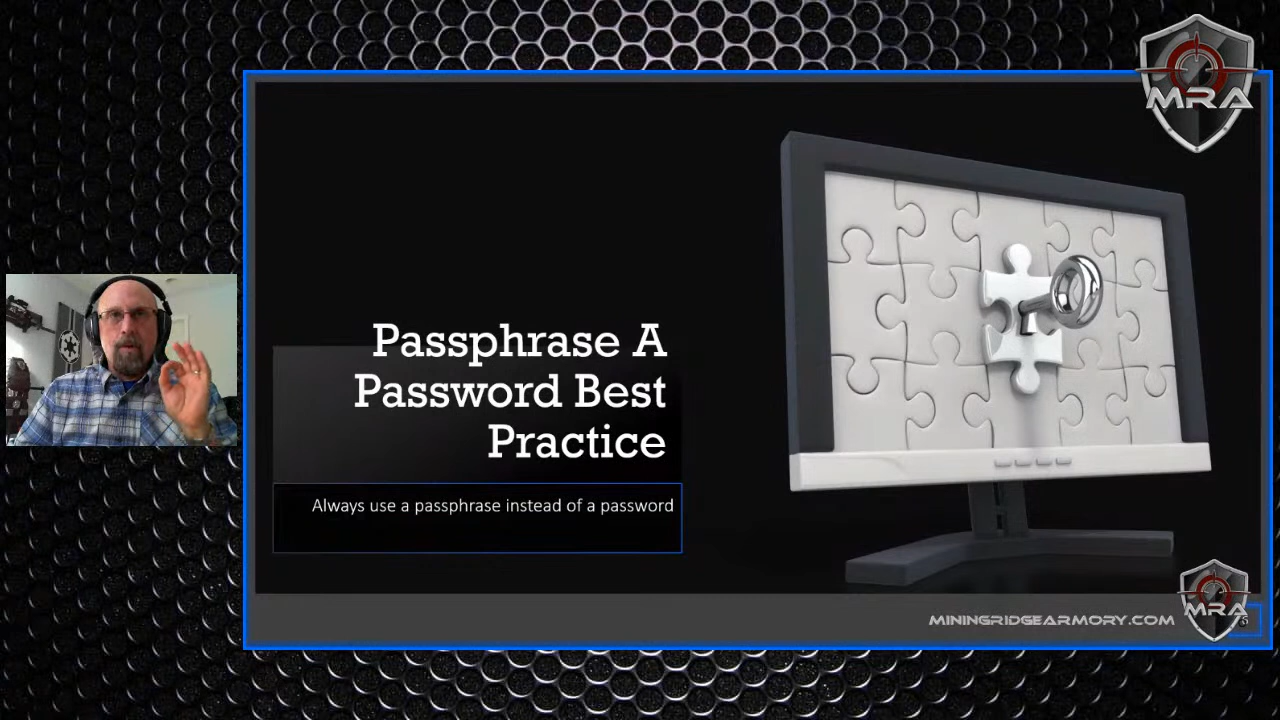 MRA
Passphrase A
Password Best
Practice
Always use a passphrase instead of a password
MININGRIDGEARMORY.COM
MRA